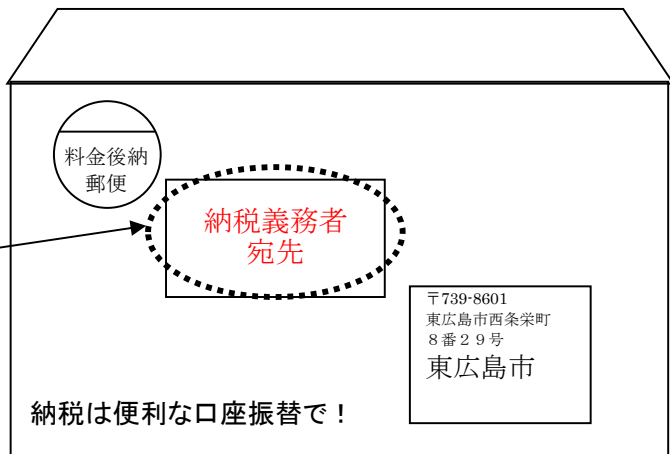 料金後納
郵便
納税義務者
宛先
〒739-8601
東広島市西条栄町
８番２９号
東広島市
納税は便利な口座振替で！